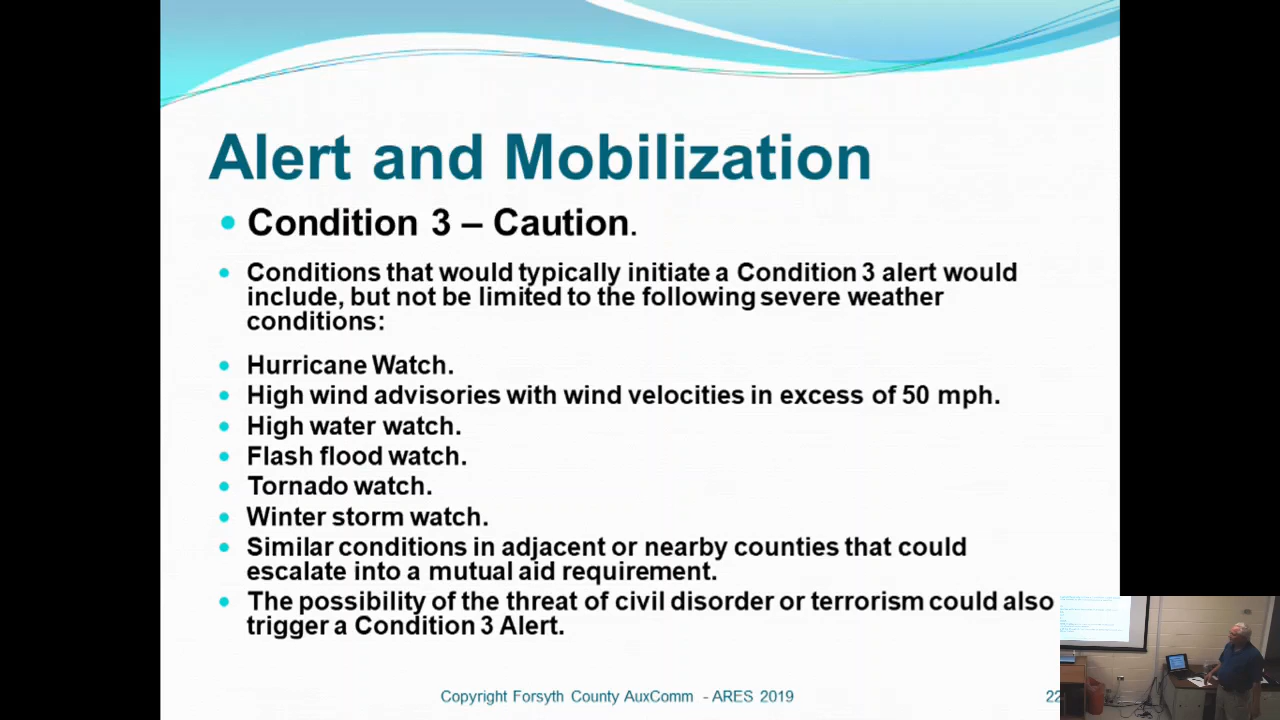 Alert and Mobilization
Condition 3 – Caution.
Conditions that would typically initiate a Condition 3 alert would
include, but not be limited to the following severe weather
conditions:
Hurricane Watch.
High wind advisories with wind velocities in excess of 50 mph.
High water watch.
Flash flood watch.
Tornado watch.
Winter storm watch.
Similar conditions in adjacent or nearby counties that could
escalate into a mutual aid requirement.
The possibility of the threat of civil disorder or terrorism could also
trigger a Condition 3 Alert.
Copyright Forsyth County AuxComm - ARES 2019
22